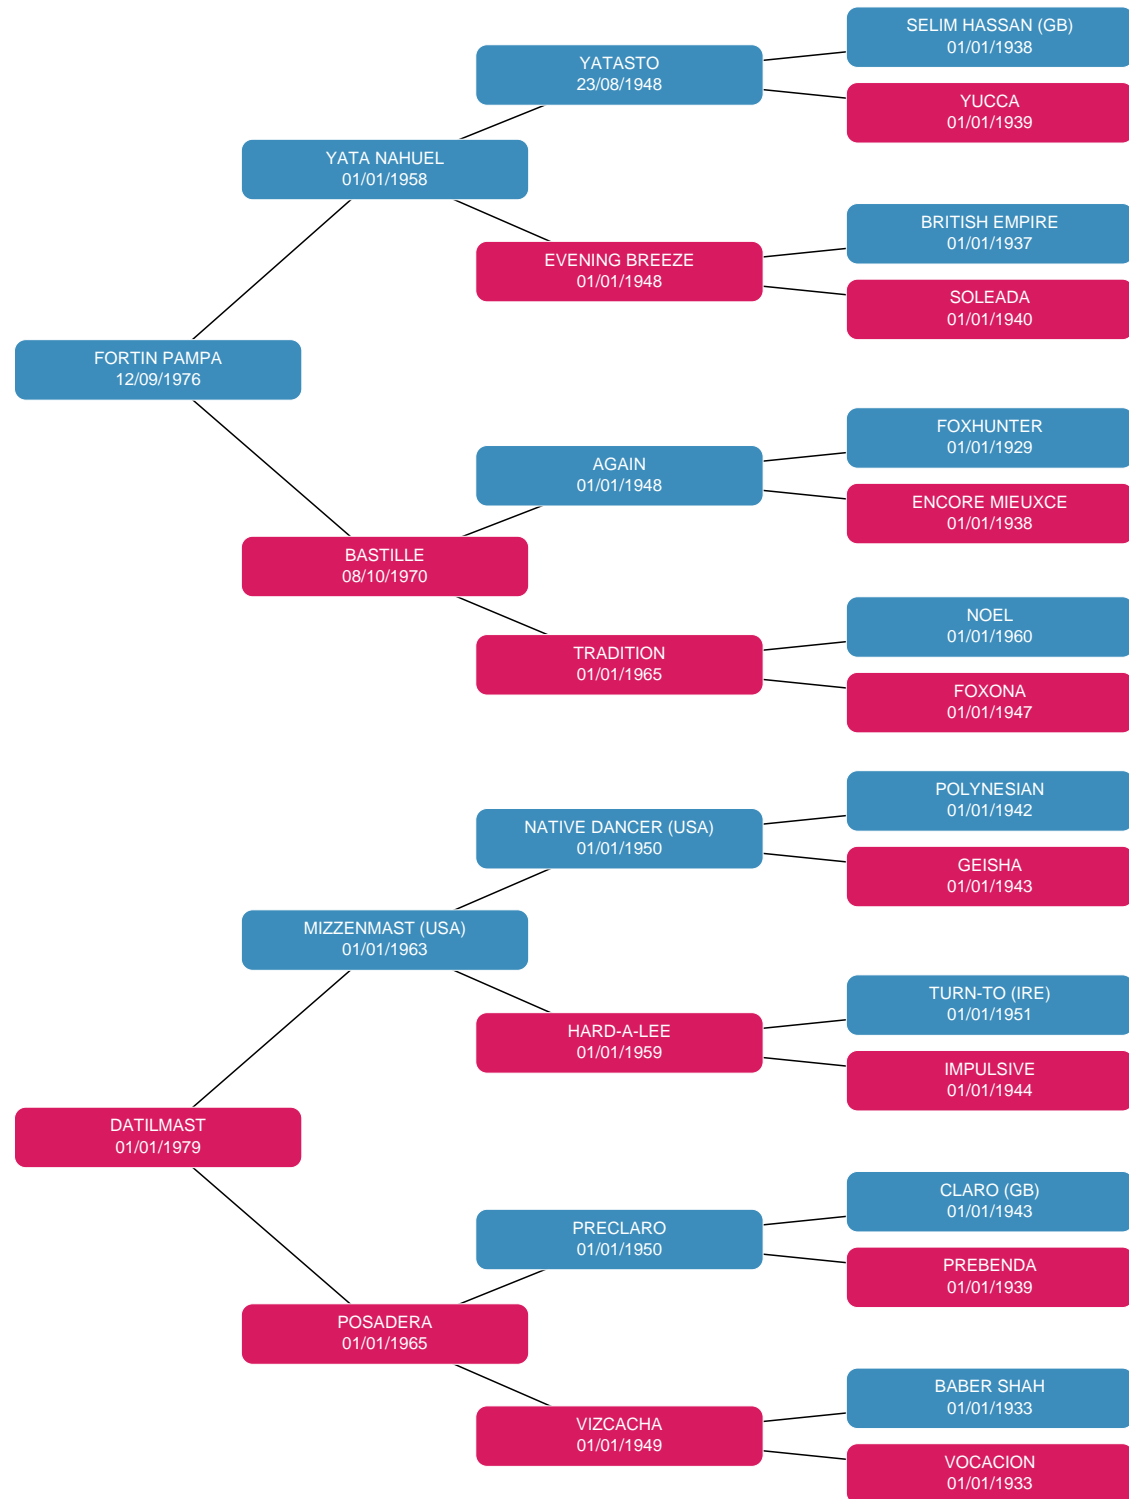 SELIM HASSAN (GB)
01/01/1938
YATASTO
23/08/1948
YUCCA
01/01/1939
YATA NAHUEL
01/01/1958
BRITISH EMPIRE
01/01/1937
EVENING BREEZE
01/01/1948
SOLEADA
01/01/1940
FORTIN PAMPA
12/09/1976
FOXHUNTER
01/01/1929
AGAIN
01/01/1948
ENCORE MIEUXCE
01/01/1938
BASTILLE
08/10/1970
NOEL
01/01/1960
TRADITION
01/01/1965
FOXONA
01/01/1947
POLYNESIAN
01/01/1942
NATIVE DANCER (USA)
01/01/1950
GEISHA
01/01/1943
MIZZENMAST (USA)
01/01/1963
TURN-TO (IRE)
01/01/1951
HARD-A-LEE
01/01/1959
IMPULSIVE
01/01/1944
DATILMAST
01/01/1979
CLARO (GB)
01/01/1943
PRECLARO
01/01/1950
PREBENDA
01/01/1939
POSADERA
01/01/1965
BABER SHAH
01/01/1933
VIZCACHA
01/01/1949
VOCACION
01/01/1933